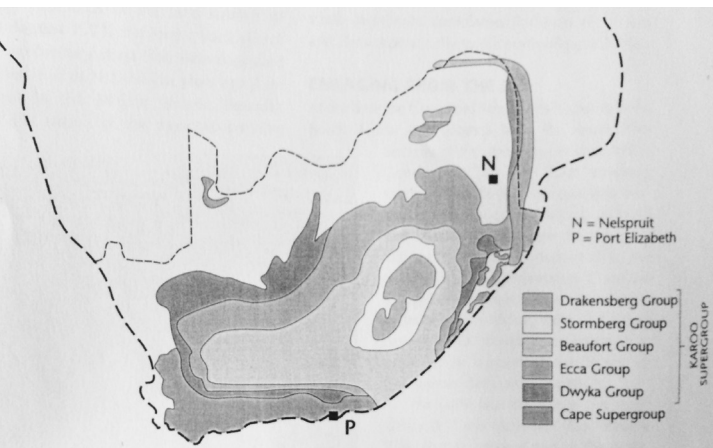 N
N = Nelspruit
P = Port Elizabeth
Drakensberg Group
Stormberg Group
Beaufort Group
Ecca Group
Dwyka Group
Cape Supergroup
KAROO
SUPERGROUP
P